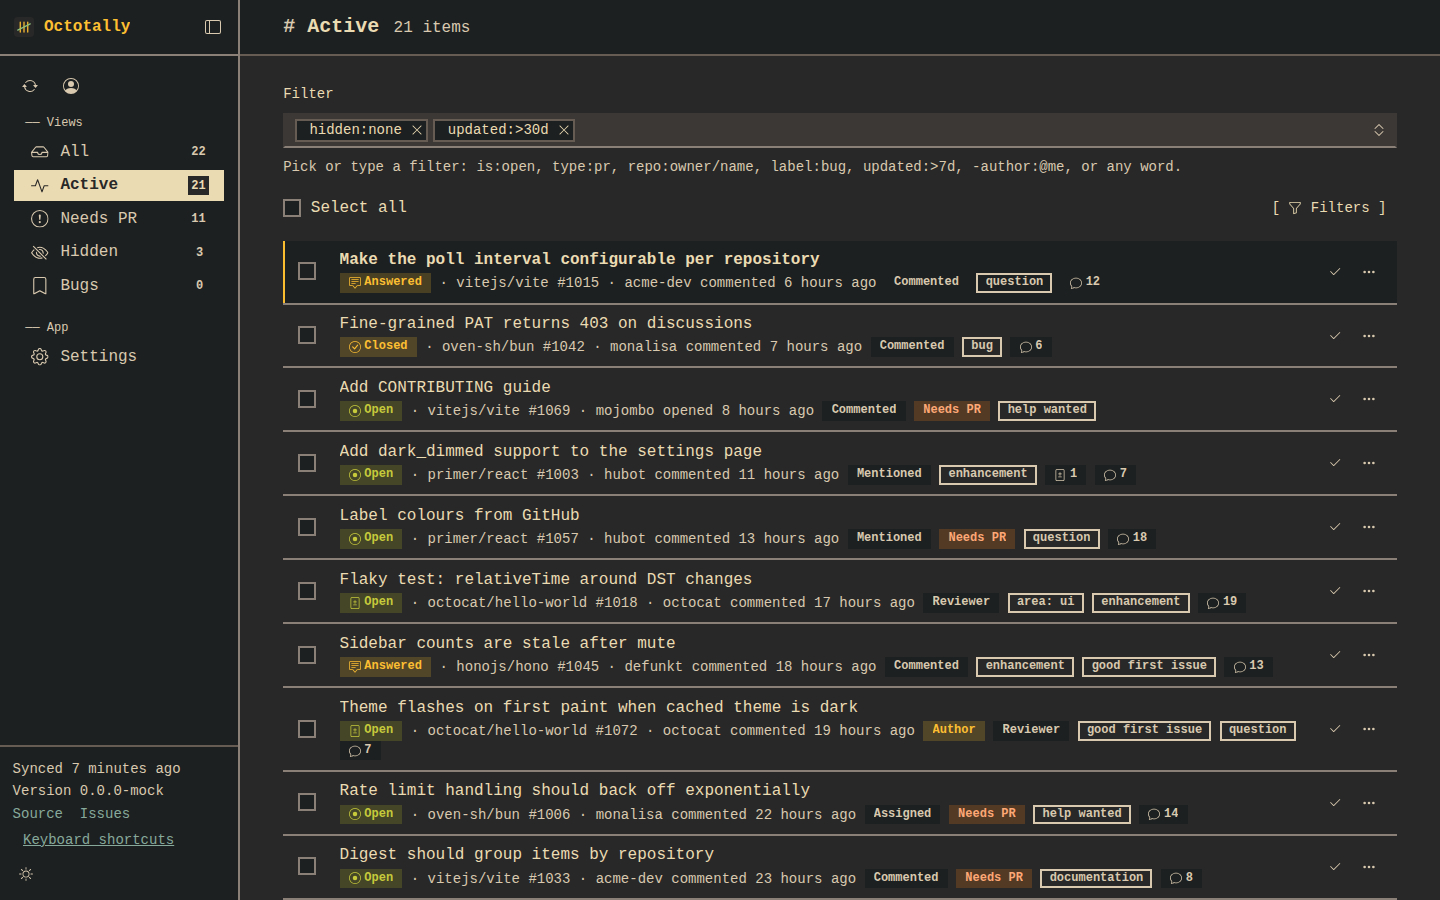 Octotally
# Active 21 items
Views
All 22
Active 21
Needs PR 11
Hidden 3
Bugs 0
App
Settings
Synced 7 minutes ago
Version 0.0.0-mock
Source Issues
Keyboard shortcuts
Filter
hidden:none updated:>30d
Pick or type a filter: is:open, type:pr, repo:owner/name, label:bug, updated:>7d, -author:@me, or any word.
Select all [ Filters ]
Make the poll interval configurable per repository
Answered · vitejs/vite #1015 · acme-dev commented 6 hours ago Commented question 12
Fine-grained PAT returns 403 on discussions
Closed · oven-sh/bun #1042 · monalisa commented 7 hours ago Commented bug 6
Add CONTRIBUTING guide
Open · vitejs/vite #1069 · mojombo opened 8 hours ago Commented Needs PR help wanted
Add dark_dimmed support to the settings page
Open · primer/react #1003 · hubot commented 11 hours ago Mentioned enhancement 1 7
Label colours from GitHub
Open · primer/react #1057 · hubot commented 13 hours ago Mentioned Needs PR question 18
Flaky test: relativeTime around DST changes
Open · octocat/hello-world #1018 · octocat commented 17 hours ago Reviewer area: ui enhancement 19
Sidebar counts are stale after mute
Answered · honojs/hono #1045 · defunkt commented 18 hours ago Commented enhancement good first issue 13
Theme flashes on first paint when cached theme is dark
Open · octocat/hello-world #1072 · octocat commented 19 hours ago Author Reviewer good first issue question
7
Rate limit handling should back off exponentially
Open · oven-sh/bun #1006 · monalisa commented 22 hours ago Assigned Needs PR help wanted 14
Digest should group items by repository
Open · vitejs/vite #1033 · acme-dev commented 23 hours ago Commented Needs PR documentation 8